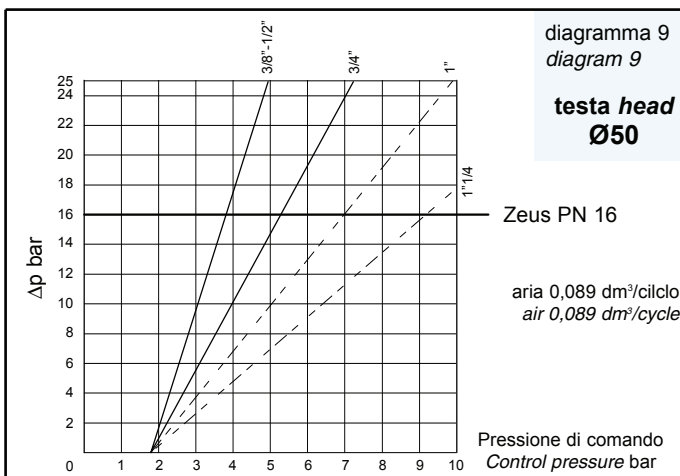 diagramma 9
diagram 9
testa head
Ø50
3/8"-1/2"
3/4"
1"
1"1/4
25
24
22
20
18
16
14
12
10
8
6
4
2
0
Δp bar
Zeus PN 16
aria 0,089 dm³/cilclo
air 0,089 dm³/cycle
1 2 3 4 5 6 7 8 9 10
Pressione di comando
Control pressure bar